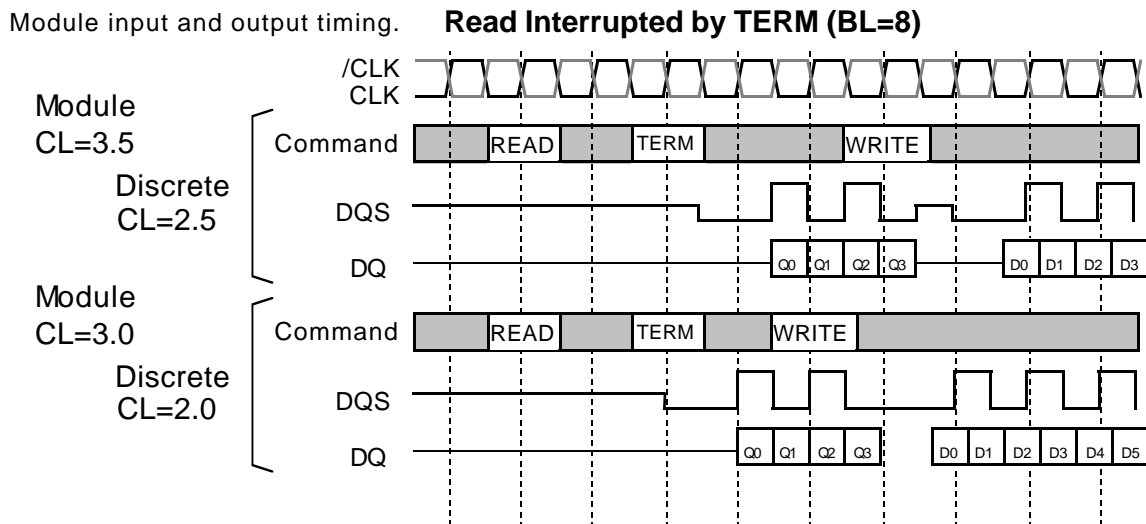 Module input and output timing. Read Interrupted by TERM (BL=8)
/CLK
CLK
Module
CL=3.5
Discrete
CL=2.5
Command READ TERM WRITE
DQS
DQ Q0 Q1 Q2 Q3 D0 D1 D2 D3
Module
CL=3.0
Discrete
CL=2.0
Command READ TERM WRITE
DQS
DQ Q0 Q1 Q2 Q3 D0 D1 D2 D3 D4 D5